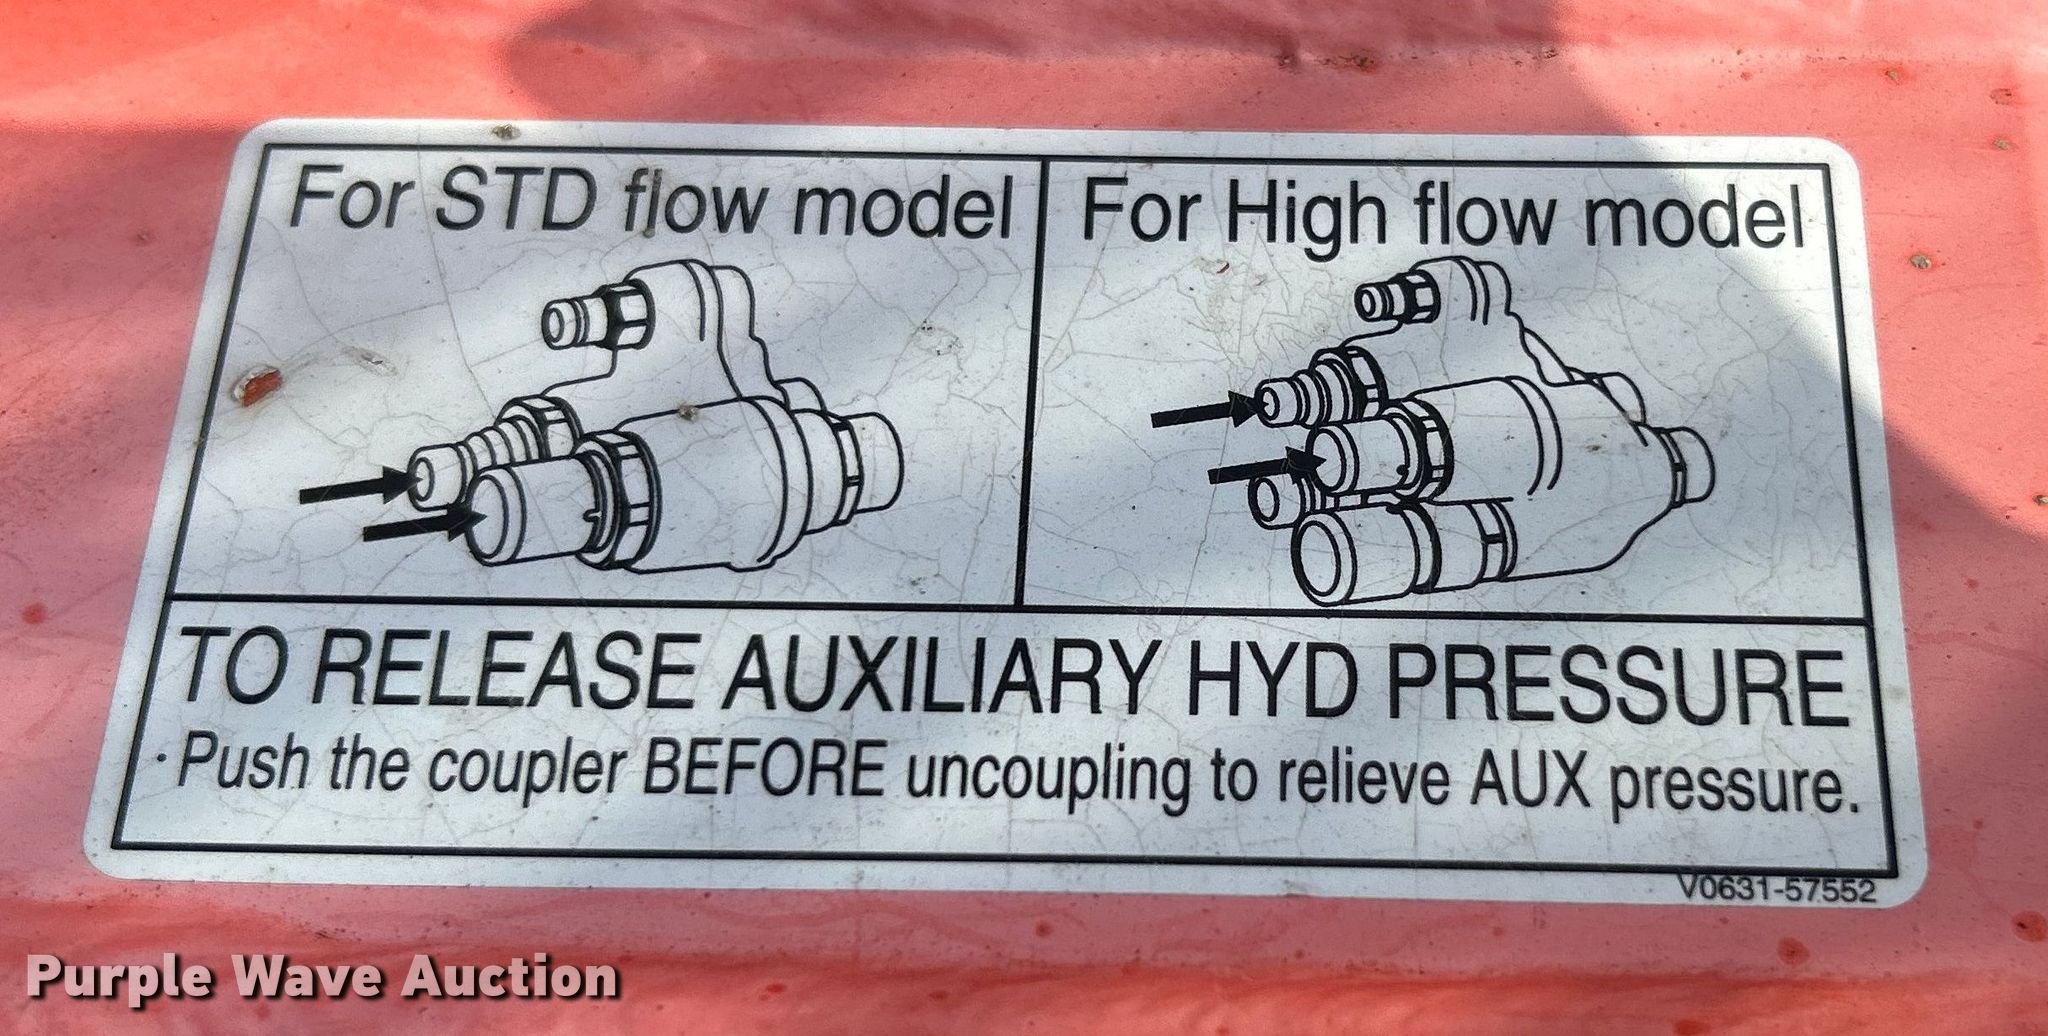 For STD flow model
For High flow model
TO RELEASE AUXILIARY HYD PRESSURE
· Push the coupler BEFORE uncoupling to relieve AUX pressure.
V0631-57552
Purple Wave Auction